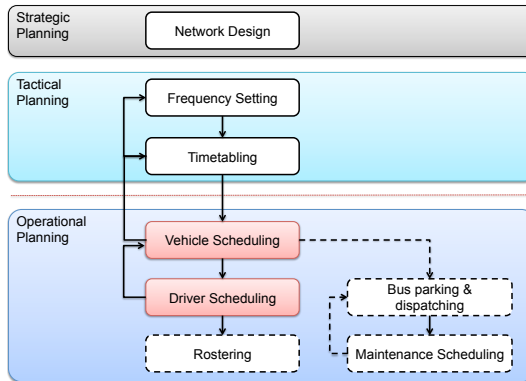 Strategic
Planning
Network Design
Tactical
Planning
Frequency Setting
Timetabling
Operational
Planning
Vehicle Scheduling
Driver Scheduling
Bus parking &
dispatching
Rostering
Maintenance Scheduling